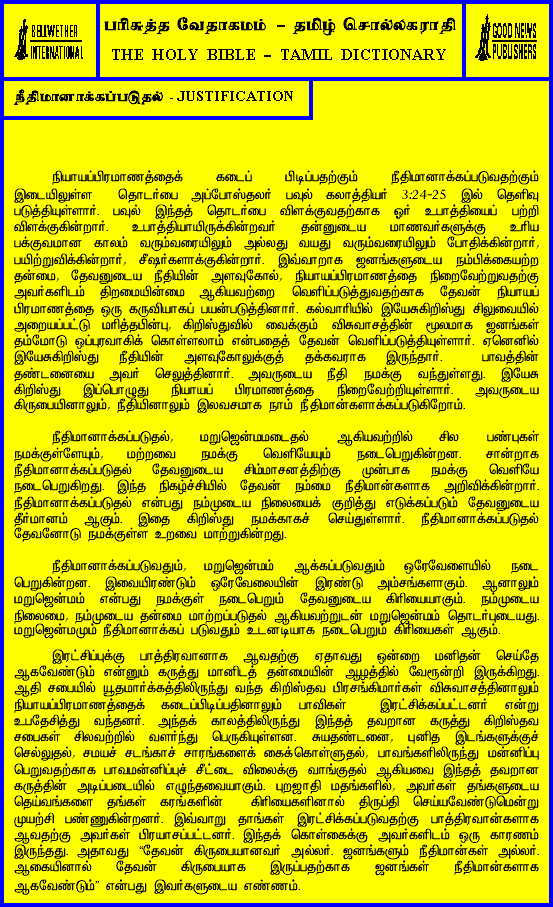 BELLWETHER
INTERNATIONAL
பரிசுத்த வேதாகமம் – தமிழ் சொல்லகராதி
THE HOLY BIBLE – TAMIL DICTIONARY
GOOD NEWS
PUBLISHERS
நீதிமானாக்கப்படுதல் - JUSTIFICATION
நியாயப்பிரமாணத்தைக் கடைப் பிடிப்பதற்கும் நீதிமானாக்கப்படுவதற்கும்
இடையிலுள்ள தொடர்பை அப்போஸ்தலர் பவுல் கலாத்தியர் 3:24-25 இல் தெளிவு
படுத்தியுள்ளார். பவுல் இந்தத் தொடர்பை விளக்குவதற்காக ஓர் உபாத்தியைப் பற்றி
விளக்குகின்றார். உபாத்தியாயிருக்கின்றவர் தன்னுடைய மாணவர்களுக்கு உரிய
பக்குவமான காலம் வரும்வரையிலும் அல்லது வயது வரும்வரையிலும் போதிக்கின்றார்,
பயிற்றுவிக்கின்றார், சீஷர்களாக்குகின்றார். இவ்வாறாக ஜனங்களுடைய நம்பிக்கையற்ற
தன்மை, தேவனுடைய நீதியின் அளவுகோல், நியாயப்பிரமாணத்தை நிறைவேற்றுவதற்கு
அவர்களிடம் திறமையின்மை ஆகியவற்றை வெளிப்படுத்துவதற்காக தேவன் நியாயப்
பிரமாணத்தை ஒரு கருவியாகப் பயன்படுத்தினார். கல்வாரியில் இயேசுகிறிஸ்து சிலுவையில்
அறையப்பட்டு மரித்தபின்பு, கிறிஸ்துவில் வைக்கும் விசுவாசத்தின் மூலமாக ஜனங்கள்
தம்மோடு ஒப்புரவாகிக் கொள்ளலாம் என்பதைத் தேவன் வெளிப்படுத்தியுள்ளார். ஏனெனில்
இயேசுகிறிஸ்து நீதியின் அளவுகோலுக்குத் தக்கவராக இருந்தார். பாவத்தின்
தண்டனையை அவர் செலுத்தினார். அவருடைய நீதி நமக்கு வந்துள்ளது. இயேசு
கிறிஸ்து இப்பொழுது நியாயப் பிரமாணத்தை நிறைவேற்றியுள்ளார். அவருடைய
கிருபையினாலும், நீதியினாலும் இலவசமாக நாம் நீதிமான்களாக்கப்படுகிறோம்.
நீதிமானாக்கப்படுதல், மறுஜென்மமடைதல் ஆகியவற்றில் சில பண்புகள்
நமக்குள்ளேயும், மற்றவை நமக்கு வெளியேயும் நடைபெறுகின்றன. சான்றாக
நீதிமானாக்கப்படுதல் தேவனுடைய சிம்மாசனத்திற்கு முன்பாக நமக்கு வெளியே
நடைபெறுகிறது. இந்த நிகழ்ச்சியில் தேவன் நம்மை நீதிமான்களாக அறிவிக்கின்றார்.
நீதிமானாக்கப்படுதல் என்பது நம்முடைய நிலையைக் குறித்து எடுக்கப்படும் தேவனுடைய
தீர்மானம் ஆகும். இதை கிறிஸ்து நமக்காகச் செய்துள்ளார். நீதிமானாக்கப்படுதல்
தேவனோடு நமக்குள்ள உறவை மாற்றுகின்றது.
நீதிமானாக்கப்படுவதும், மறுஜென்மம் ஆக்கப்படுவதும் ஒரேவேளையில் நடை
பெறுகின்றன. இவையிரண்டும் ஒரேவேலையின் இரண்டு அம்சங்களாகும். ஆனாலும்
மறுஜென்மம் என்பது நமக்குள் நடைபெறும் தேவனுடைய கிரியையாகும். நம்முடைய
நிலைமை, நம்முடைய தன்மை மாற்றப்படுதல் ஆகியவற்றுடன் மறுஜென்மம் தொடர்புடையது.
மறுஜென்மமும் நீதிமானாக்கப் படுவதும் உடனடியாக நடைபெறும் கிரியைகள் ஆகும்.
இரட்சிப்புக்கு பாத்திரவானாக ஆவதற்கு ஏதாவது ஒன்றை மனிதன் செய்தே
ஆகவேண்டும் என்னும் கருத்து மானிடத் தன்மையின் ஆழத்தில் வேரூன்றி இருக்கிறது.
ஆதி சபையில் யூதமார்க்கத்திலிருந்து வந்த கிறிஸ்தவ பிரசங்கிமார்கள் விசுவாசத்தினாலும்
நியாயப்பிரமாணத்தைக் கடைப்பிடிப்பதினாலும் பாவிகள் இரட்சிக்கப்பட்டனர் என்று
உபதேசித்து வந்தனர். அந்தக் காலத்திலிருந்து இந்தத் தவறான கருத்து கிறிஸ்தவ
சபைகள் சிலவற்றில் வளர்ந்து பெருகியுள்ளன. சுயதண்டனை, புனித இடங்களுக்குச்
செல்லுதல், சமயச் சடங்காச் சாரங்களைக் கைக்கொள்ளுதல், பாவங்களிலிருந்து மன்னிப்பு
பெறுவதற்காக பாவமன்னிப்புச் சீட்டை விலைக்கு வாங்குதல் ஆகியவை இந்தத் தவறான
கருத்தின் அடிப்படையில் எழுந்தவையாகும். புறஜாதி மதங்களில், அவர்கள் தங்களுடைய
தெய்வங்களை தங்கள் கரங்களின் கிரியைகளினால் திருப்தி செய்யவேண்டுமென்று
முயற்சி பண்ணுகின்றனர். இவ்வாறு தாங்கள் இரட்சிக்கப்படுவதற்கு பாத்திரவான்களாக
ஆவதற்கு அவர்கள் பிரயாசப்பட்டனர். இந்தக் கொள்கைக்கு அவர்களிடம் ஒரு காரணம்
இருந்தது. அதாவது “தேவன் கிருபையானவர் அல்லர். ஜனங்களும் நீதிமான்கள் அல்லர்.
ஆகையினால் தேவன் கிருபையாக இருப்பதற்காக ஜனங்கள் நீதிமான்களாக
ஆகவேண்டும்” என்பது இவர்களுடைய எண்ணம்.